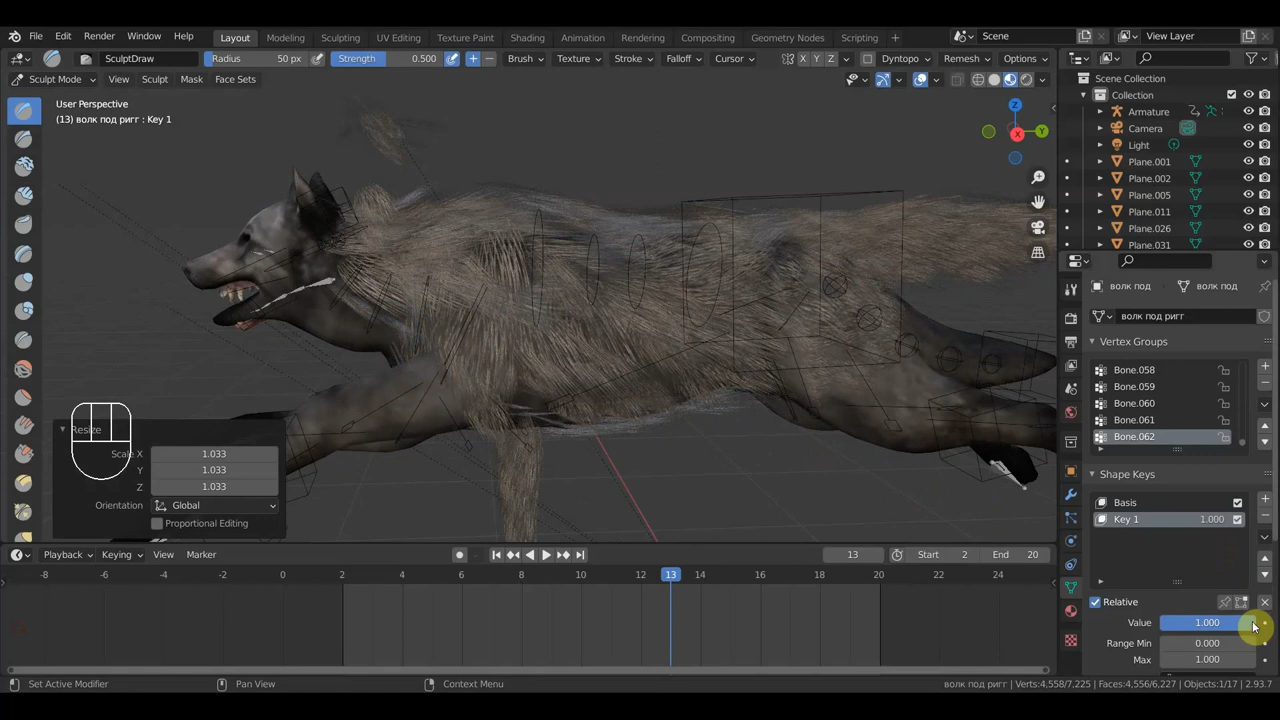 File Edit Render Window Help Layout Modeling Sculpting UV Editing Texture Paint Shading Animation Rendering Compositing Geometry Nodes Scripting Scene View Layer
SculptDraw Radius 50 px Strength 0.500 Brush Texture Stroke Falloff Cursor X Y Z Dyntopo Remesh Options
Sculpt Mode View Sculpt Mask Face Sets
User Perspective
(13) волк под ригг : Key 1
Z
Y
X
Resize
Scale X 1.033
Y 1.033
Z 1.033
Orientation Global
Proportional Editing
Scene Collection
Collection
Armature
Camera
Light
Plane.001
Plane.002
Plane.005
Plane.011
Plane.026
Plane.031
волк под волк под
волк под ригг
Vertex Groups
Bone.058
Bone.059
Bone.060
Bone.061
Bone.062
Shape Keys
Basis
Key 1 1.000
Relative
Value 1.000
Range Min 0.000
Max 1.000
Playback Keying View Marker 13 Start 2 End 20
-8 -6 -4 -2 0 2 4 6 8 10 12 13 14 16 18 20 22 24
Set Active Modifier Pan View Context Menu волк под ригг | Verts:4,558/7,225 | Faces:4,556/6,227 | Objects:1/17 | 2.93.7